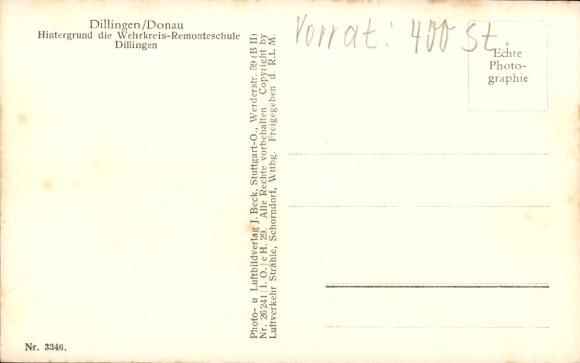 Dillingen/Donau
Hintergrund die Wehrkreis-Remonteschule
Dillingen
Vorrat: 400 St.
Echte
Photo-
graphie
Photo- u Luftbildverlag J. Beck, Stuttgart-O., Werderstr. 39 (B II)
Nr. 26241 | I. O. | e H. 29. Alle Rechte vorbehalten Copyright by
Luftverkehr Strähle, Schorndorf, Wttbg. Freigegeben d. R.L.M.
Nr. 3346.